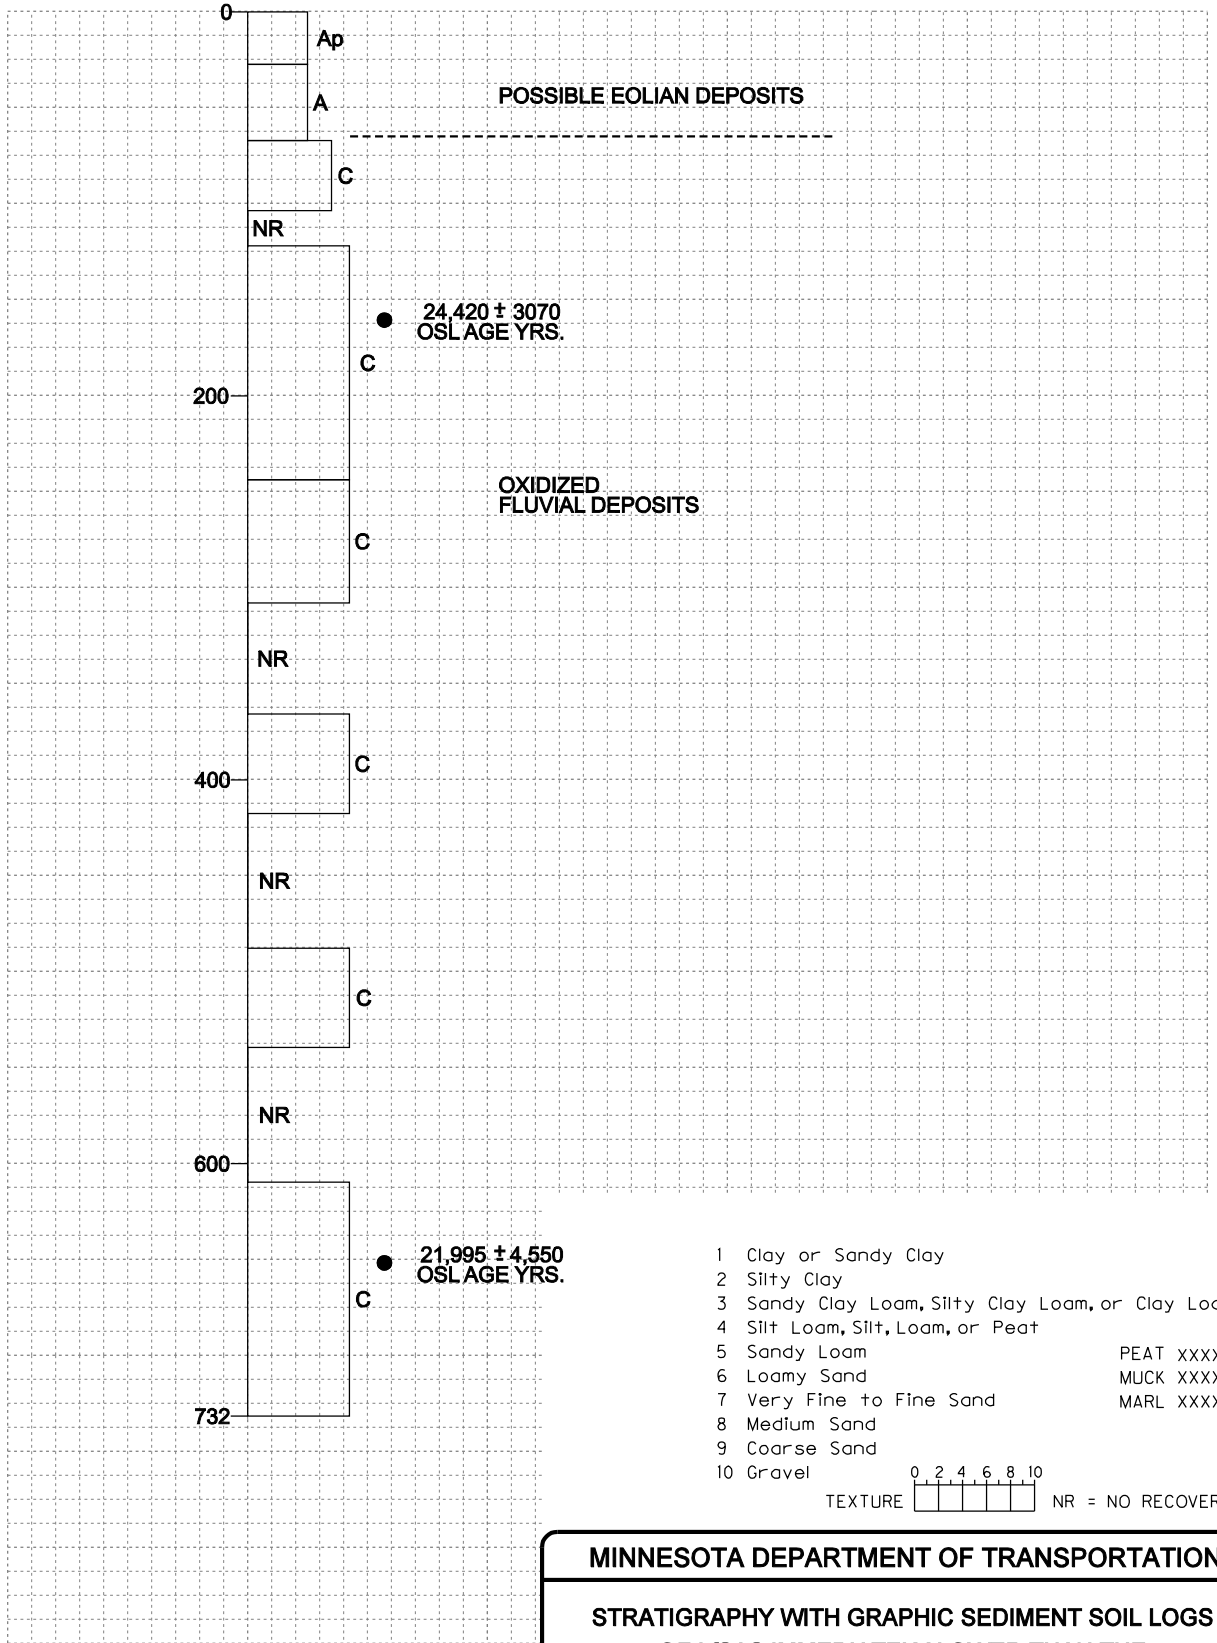 0
Ap
A
POSSIBLE EOLIAN DEPOSITS
C
NR
24,420 ± 3070
OSL AGE YRS.
C
200
OXIDIZED
FLUVIAL DEPOSITS
C
NR
C
400
NR
C
NR
600
21,995 ± 4,550
OSL AGE YRS.
C
732
1 Clay or Sandy Clay
2 Silty Clay
3 Sandy Clay Loam, Silty Clay Loam, or Clay
4 Silt Loam, Silt, Loam, or Peat
5 Sandy Loam
6 Loamy Sand
7 Very Fine to Fine Sand
8 Medium Sand
9 Coarse Sand
10 Gravel
PEAT XXXX
MUCK XXXX
MARL XXXX
0 2 4 6 8 10
TEXTURE
NR = NO
MINNESOTA DEPARTMENT OF TRANSPORTATION
STRATIGRAPHY WITH GRAPHIC SEDIMENT SOIL LOGS